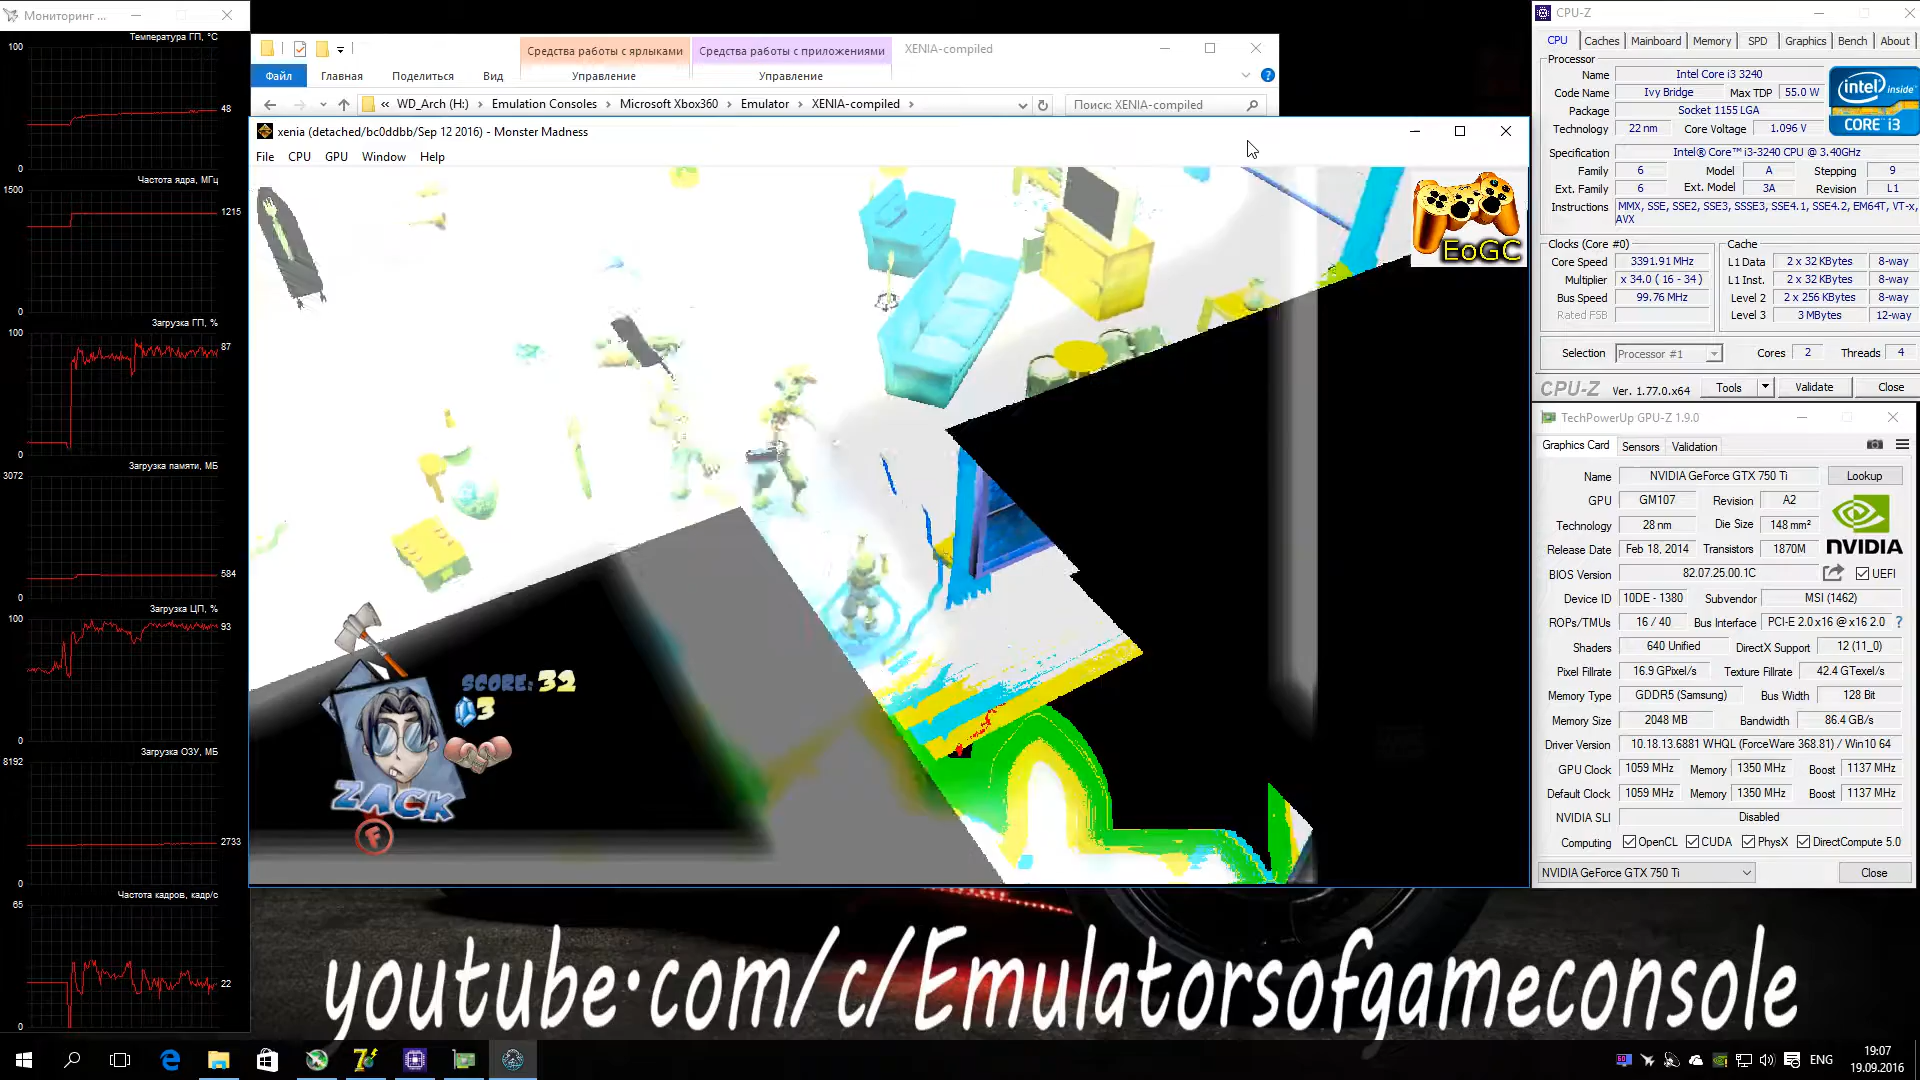 Мониторинг ...
Температура ГП, °C
100
48
0
Частота ядра, МГц
1500
1215
0
Загрузка ГП, %
100
87
0
Загрузка памяти, МБ
3072
584
0
Загрузка ЦП, %
100
93
0
Загрузка ОЗУ, МБ
8192
2733
0
Частота кадров, кадр/с
65
22
0
Средства работы с ярлыками
Средства работы с приложениями
XENIA-compiled
Файл
Главная
Поделиться
Вид
Управление
Управление
« WD_Arch (H:) › Emulation Consoles › Microsoft Xbox360 › Emulator › XENIA-compiled ›
Поиск: XENIA-compiled
xenia (detached/bc0ddbb/Sep 12 2016) - Monster Madness
File CPU GPU Window Help
EoGC
SCORE: 32
3
ZACK
F
CPU-Z
CPU Caches Mainboard Memory SPD Graphics Bench About
Processor
Name Intel Core i3 3240
Code Name Ivy Bridge Max TDP 55.0 W
Package Socket 1155 LGA
Technology 22 nm Core Voltage 1.096 V
intel inside™
CORE i3
Specification Intel® Core™ i3-3240 CPU @ 3.40GHz
Family 6 Model A Stepping 9
Ext. Family 6 Ext. Model 3A Revision L1
Instructions MMX, SSE, SSE2, SSE3, SSSE3, SSE4.1, SSE4.2, EM64T, VT-x,
AVX
Clocks (Core #0)
Core Speed 3391.91 MHz
Multiplier x 34.0 ( 16 - 34 )
Bus Speed 99.76 MHz
Rated FSB
Cache
L1 Data 2 x 32 KBytes 8-way
L1 Inst. 2 x 32 KBytes 8-way
Level 2 2 x 256 KBytes 8-way
Level 3 3 MBytes 12-way
Selection Processor #1 Cores 2 Threads 4
CPU-Z Ver. 1.77.0.x64 Tools Validate Close
TechPowerUp GPU-Z 1.9.0
Graphics Card Sensors Validation
Name NVIDIA GeForce GTX 750 Ti Lookup
GPU GM107 Revision A2
Technology 28 nm Die Size 148 mm²
Release Date Feb 18, 2014 Transistors 1870M
NVIDIA
BIOS Version 82.07.25.00.1C UEFI
Device ID 10DE - 1380 Subvendor MSI (1462)
ROPs/TMUs 16 / 40 Bus Interface PCI-E 2.0 x16 @ x16 2.0 ?
Shaders 640 Unified DirectX Support 12 (11_0)
Pixel Fillrate 16.9 GPixel/s Texture Fillrate 42.4 GTexel/s
Memory Type GDDR5 (Samsung) Bus Width 128 Bit
Memory Size 2048 MB Bandwidth 86.4 GB/s
Driver Version 10.18.13.6881 WHQL (ForceWare 368.81) / Win10 64
GPU Clock 1059 MHz Memory 1350 MHz Boost 1137 MHz
Default Clock 1059 MHz Memory 1350 MHz Boost 1137 MHz
NVIDIA SLI Disabled
Computing OpenCL CUDA PhysX DirectCompute 5.0
NVIDIA GeForce GTX 750 Ti Close
youtube.com/c/Emulatorsofgameconsole
ENG
19:07
19.09.2016